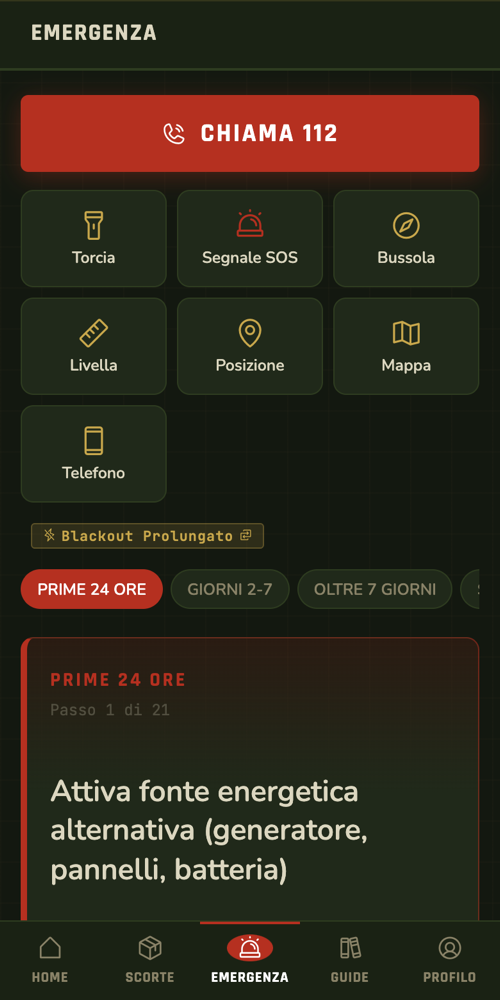 EMERGENZA
CHIAMA 112
Torcia
Segnale SOS
Bussola
Livella
Posizione
Mappa
Telefono
Blackout Prolungato
PRIME 24 ORE
GIORNI 2-7
OLTRE 7 GIORNI
PRIME 24 ORE
Passo 1 di 21
Attiva fonte energetica
alternativa (generatore,
pannelli, batteria)
HOME
SCORTE
EMERGENZA
GUIDE
PROFILO